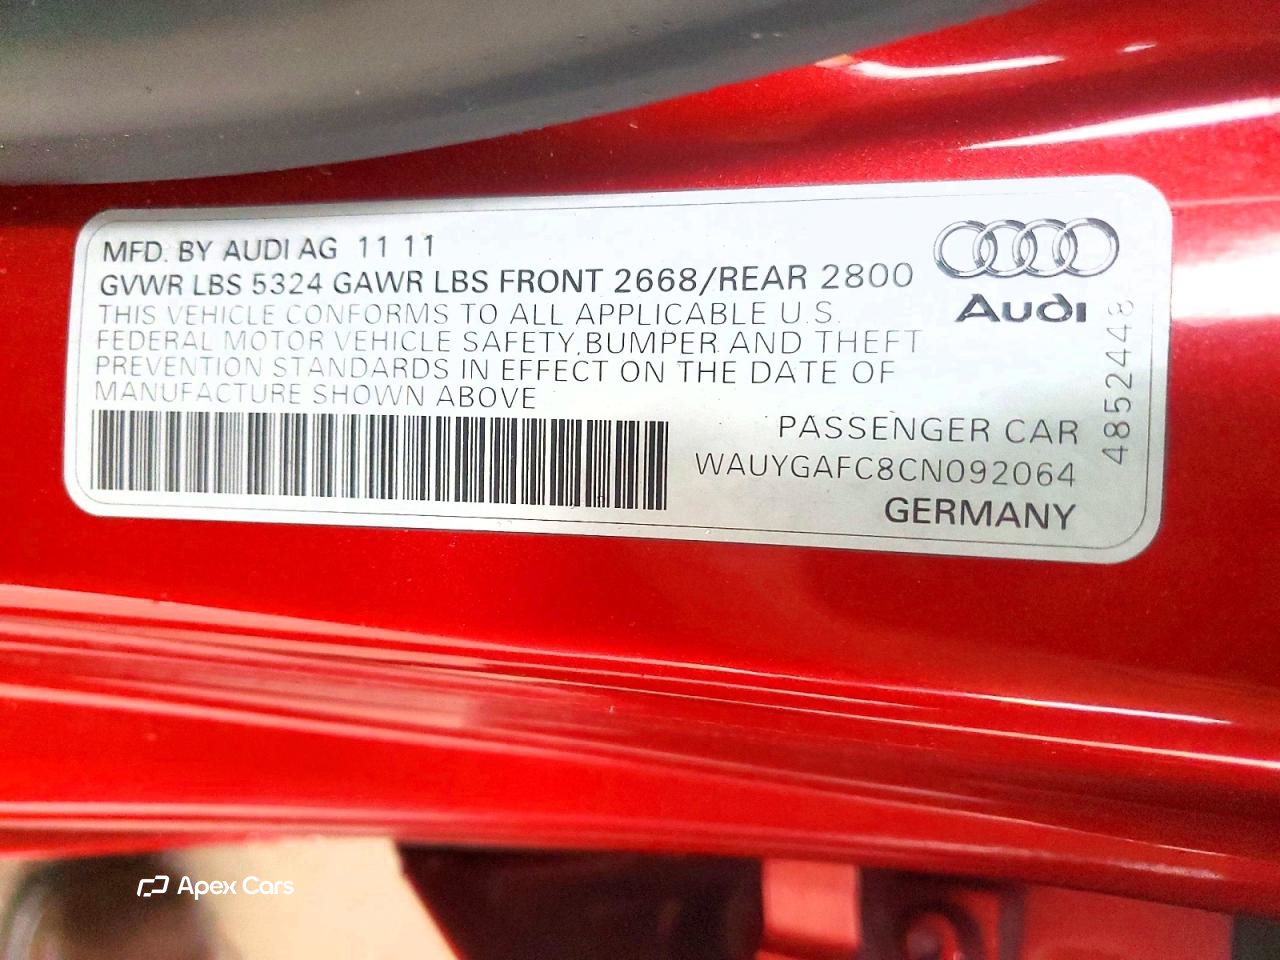 MFD. BY AUDI AG 11 11
GVWR LBS 5324 GAWR LBS FRONT 2668/REAR 2800
THIS VEHICLE CONFORMS TO ALL APPLICABLE U.S.
FEDERAL MOTOR VEHICLE SAFETY, BUMPER AND THEFT
PREVENTION STANDARDS IN EFFECT ON THE DATE OF
MANUFACTURE SHOWN ABOVE
Audi
4852448
PASSENGER CAR
WAUYGAFC8CN092064
GERMANY
Apex Cars